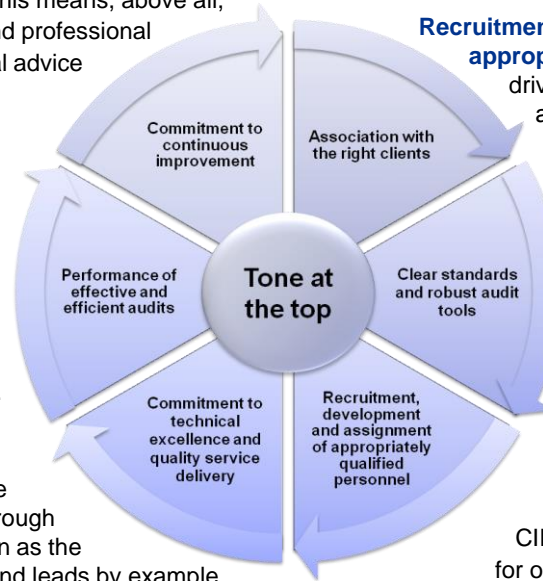 his means, above all,
nd professional
al advice
Recruitment
approp
driv
a
Commitment to
continuous
improvement
Association with
the right clients
Performance of
effective and
efficient audits
Tone at
the top
Clear standards
and robust audit
tools
Commitment to
technical
excellence and
quality service
delivery
Recruitment,
development
and assignment
of appropriately
qualified
personnel
e
rough
n as the
nd leads by example
CI
for o